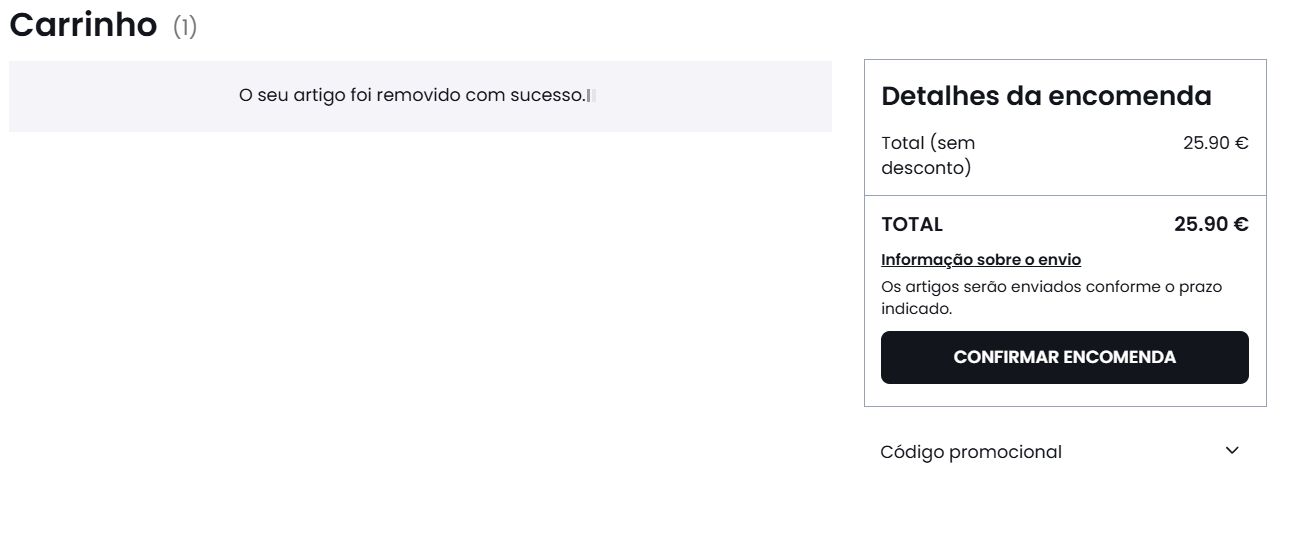 Carrinho (1)
O seu artigo foi removido com sucesso.
Detalhes da encomenda
Total (sem 25.90 €
desconto)
TOTAL 25.90 €
Informação sobre o envio
Os artigos serão enviados conforme o prazo
indicado.
CONFIRMAR ENCOMENDA
Código promocional